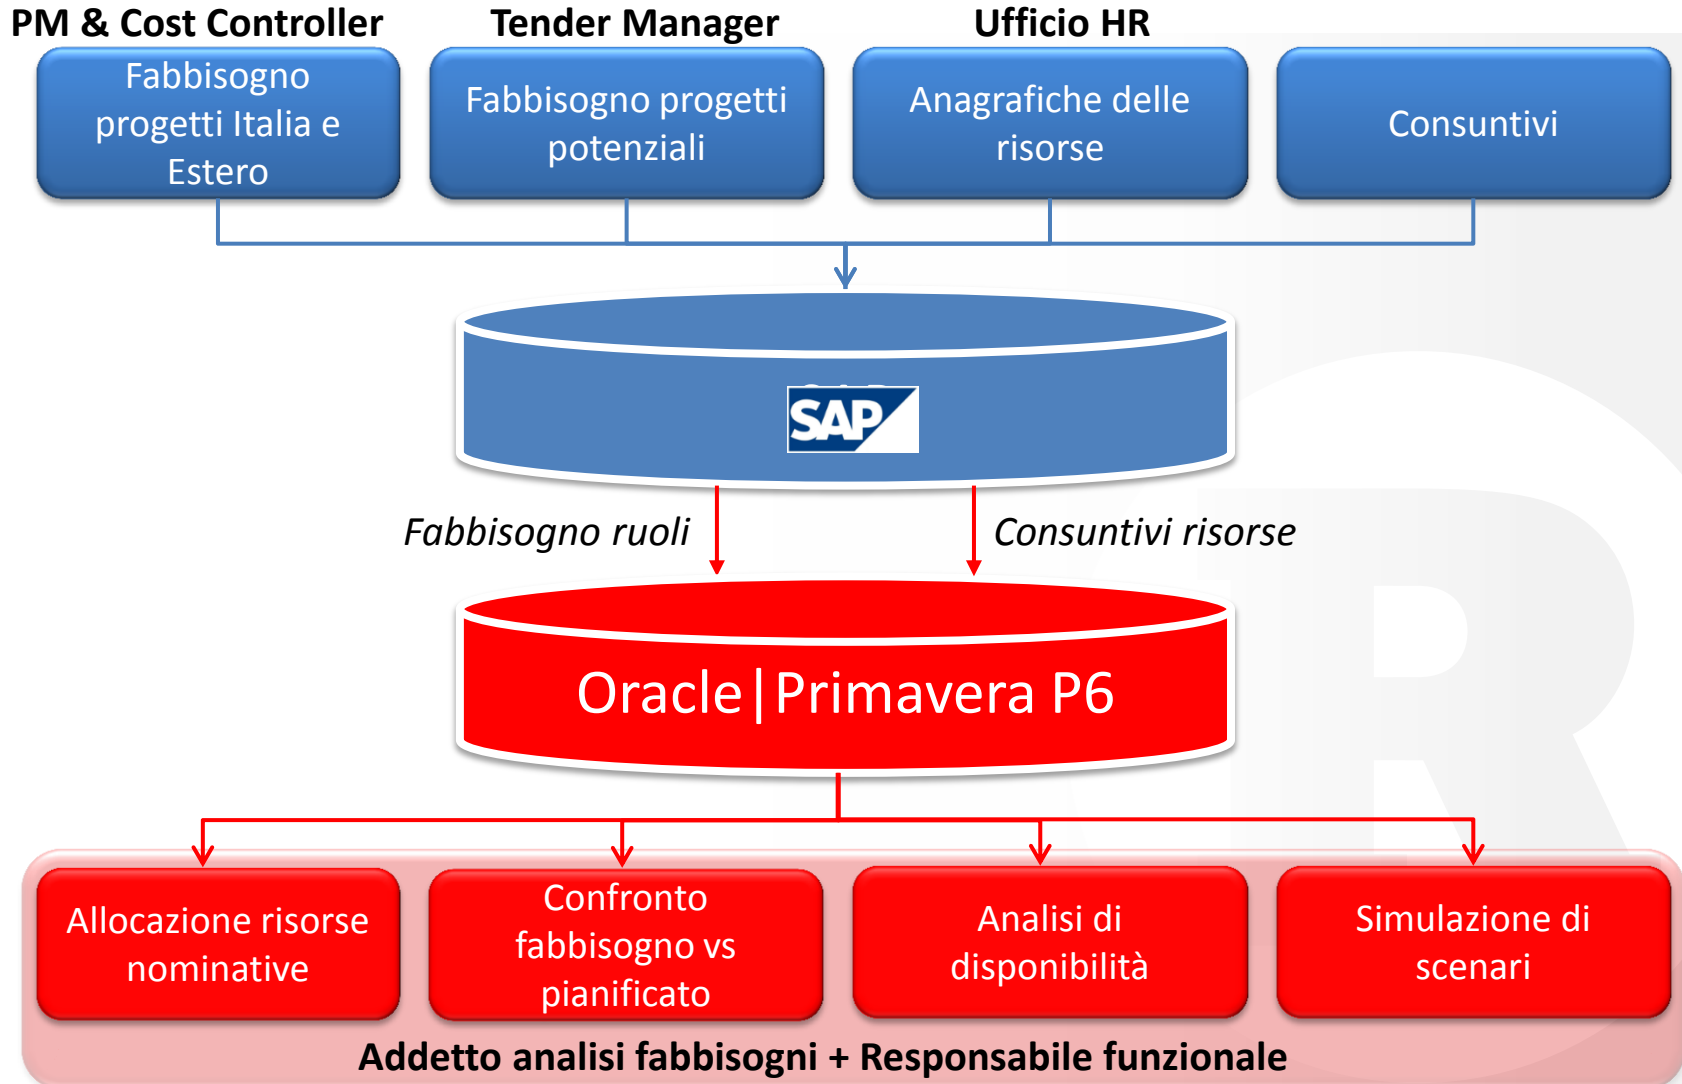 PM & Cost Controller
Tender Manager
Ufficio HR
Fabbisogno
progetti Italia e
Estero
Fabbisogno progetti
potenziali
Anagrafiche delle
risorse
Consuntivi
SAP
Fabbisogno ruoli
Consuntivi risorse
Oracle|Primavera P6
Allocazione risorse
nominative
Confronto
fabbisogno vs
pianificato
Analisi di
disponibilità
Simulazione di
scenari
Addetto analisi fabbisogni + Responsabile funzionale